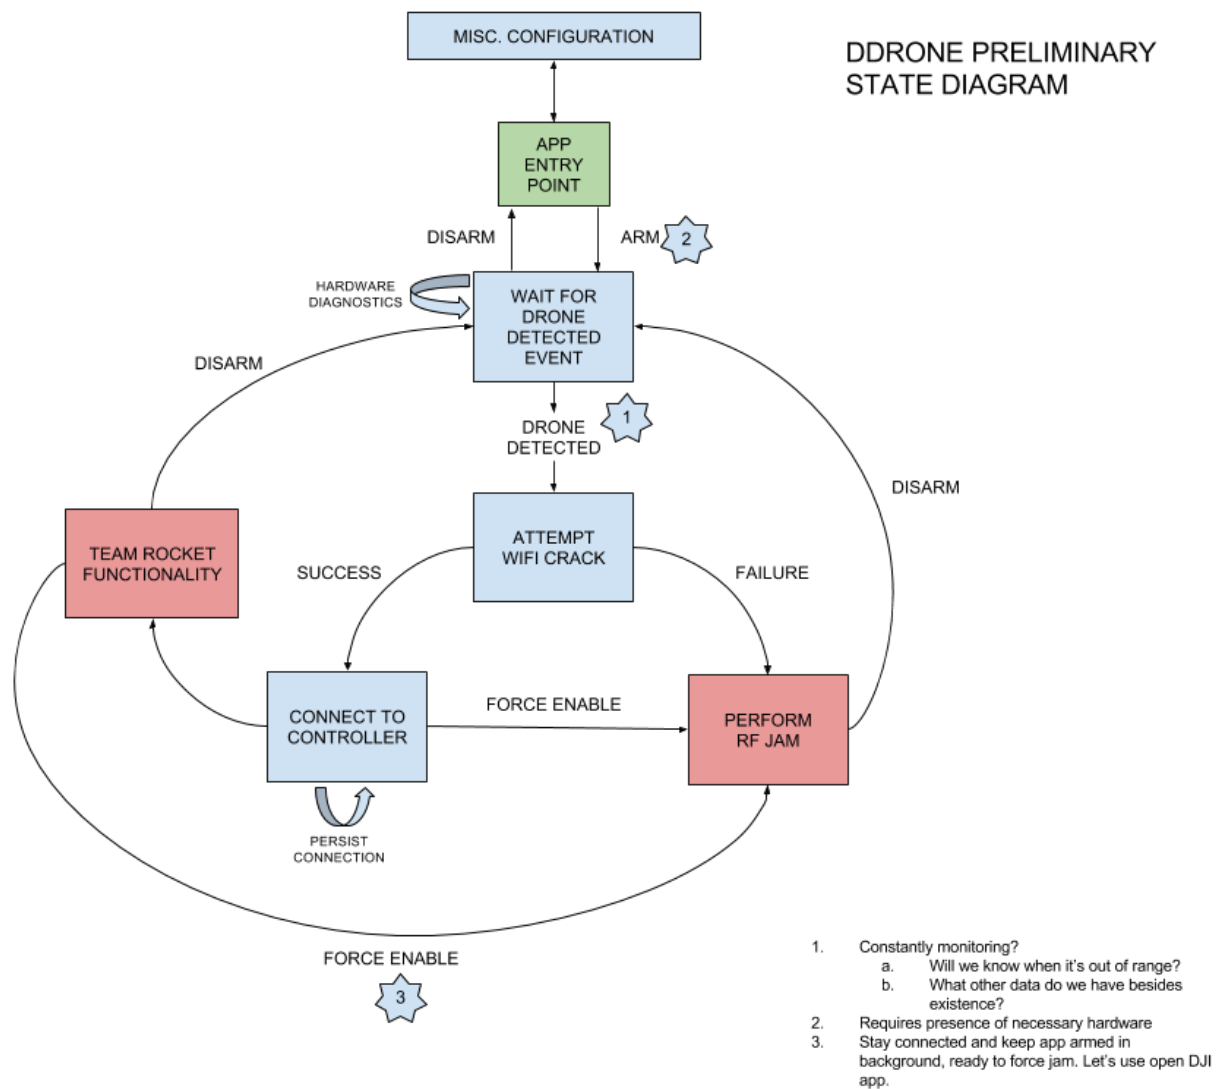 MISC. CONFIGURATION
DDRONE PRELIMINARY
STATE DIAGRAM
APP
ENTRY
POINT
DISARM
ARM
2
HARDWARE
DIAGNOSTICS
WAIT FOR
DRONE
DETECTED
EVENT
DISARM
1
DRONE
DETECTED
DISARM
ATTEMPT
WIFI CRACK
TEAM ROCKET
FUNCTIONALITY
SUCCESS
FAILURE
CONNECT TO
CONTROLLER
FORCE ENABLE
PERFORM
RF JAM
PERSIST
CONNECTION
FORCE ENABLE
3
1. Constantly monitoring?
a. Will we know when it's out of range?
b. What other data do we have besides
existence?
2. Requires presence of necessary hardware
3. Stay connected and keep app armed in
background, ready to force jam. Let's use open DJI
app.